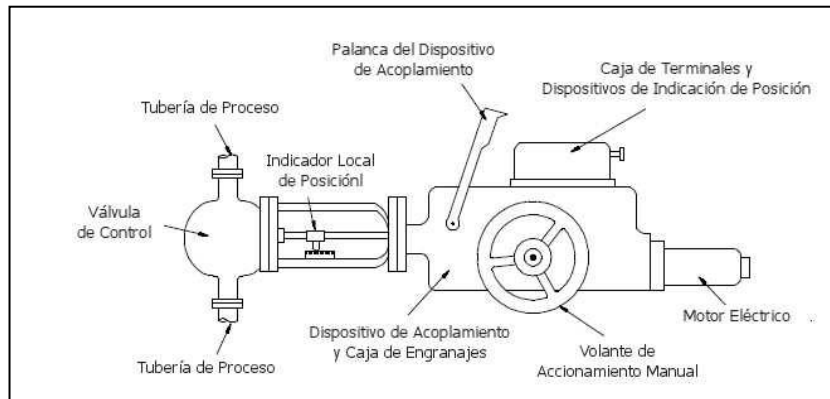 Palanca del Dispositivo
de Acoplamiento
Caja de Terminales y
Dispositivos de Indicación de Posición
Tubería de Proceso
Indicador Local
de Posiciónl
Válvula
de Control
Motor Eléctrico
Dispositivo de Acoplamiento
y Caja de Engranajes
Volante de
Accionamiento Manual
Tubería de Proceso